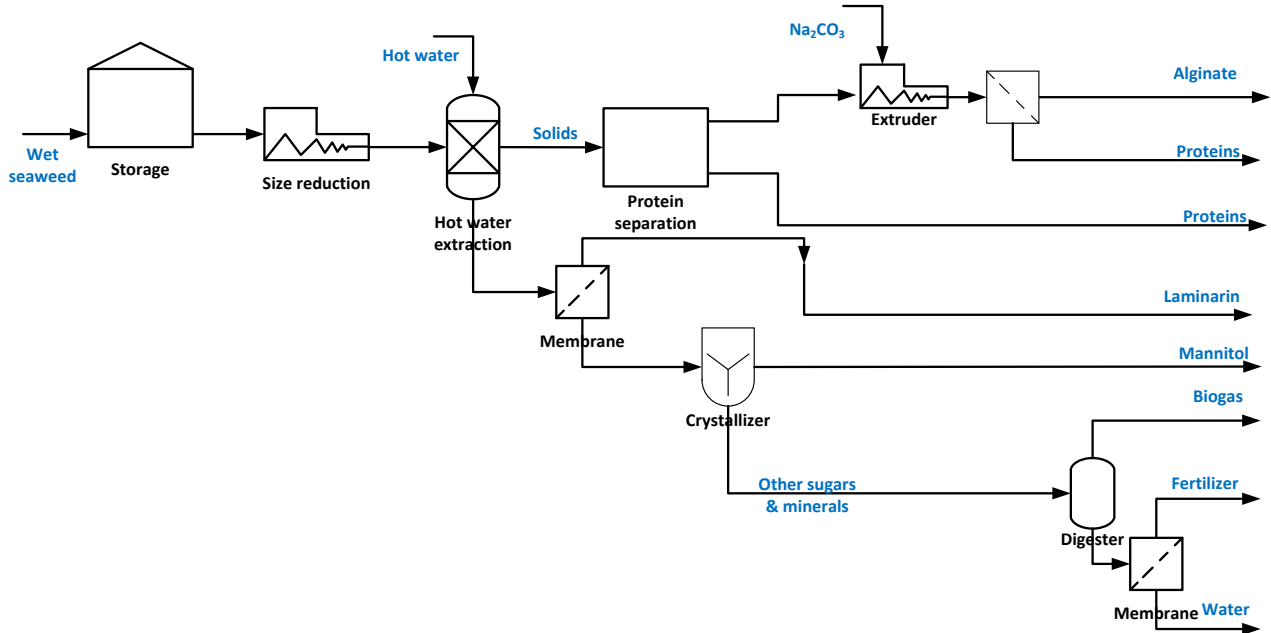 Na₂CO₃
Hot water
Alginate
Extruder
Solids
Wet
seaweed
Storage
Size reduction
Proteins
Protein
separation
Proteins
Hot water
extraction
Laminarin
Membrane
Mannitol
Biogas
Crystallizer
Other sugars
& minerals
Fertilizer
Digester
Membrane
Water